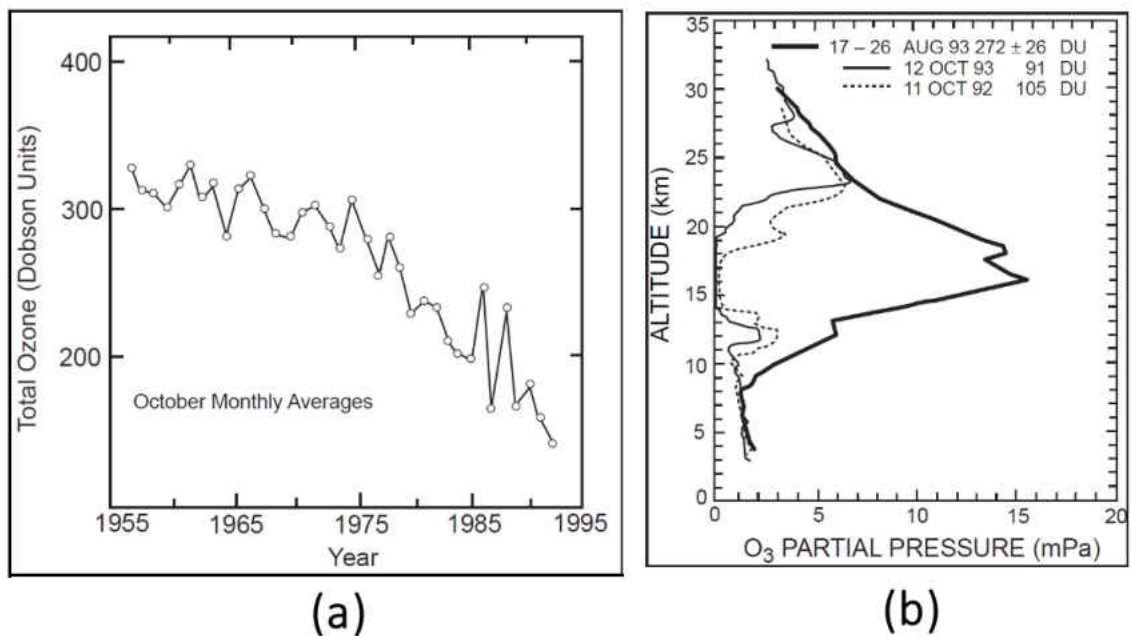 400
300
200
Total Ozone (Dobson Units)
October Monthly Averages
1955 1965 1975 1985 1995
Year
(a)
17 – 26 AUG 93 272 ± 26 DU
12 OCT 93 91 DU
11 OCT 92 105 DU
35
30
25
20
15
10
5
0
ALTITUDE (km)
0 5 10 15 20
O₃ PARTIAL PRESSURE (mPa)
(b)